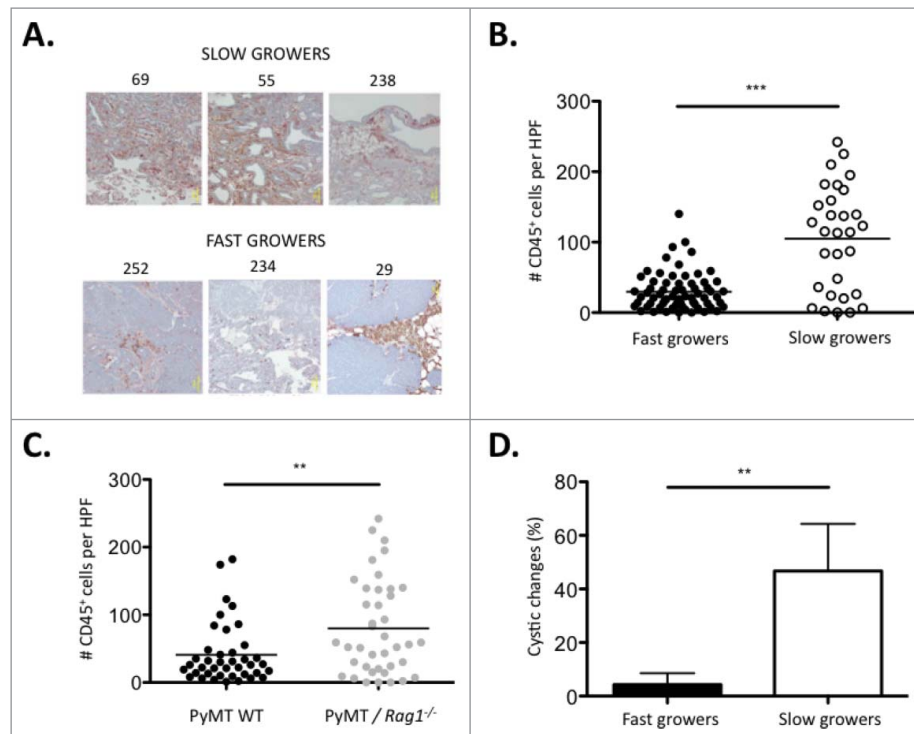 A.
SLOW GROWERS
69 55 238
FAST GROWERS
252 234 29
B.
***
# CD45⁺ cells per HPF
300
200
100
0
Fast growers Slow growers
C.
**
# CD45⁺ cells per HPF
300
200
100
0
PyMT WT PyMT / Rag1⁻/⁻
D.
**
Cystic changes (%)
80
60
40
20
0
Fast growers Slow growers